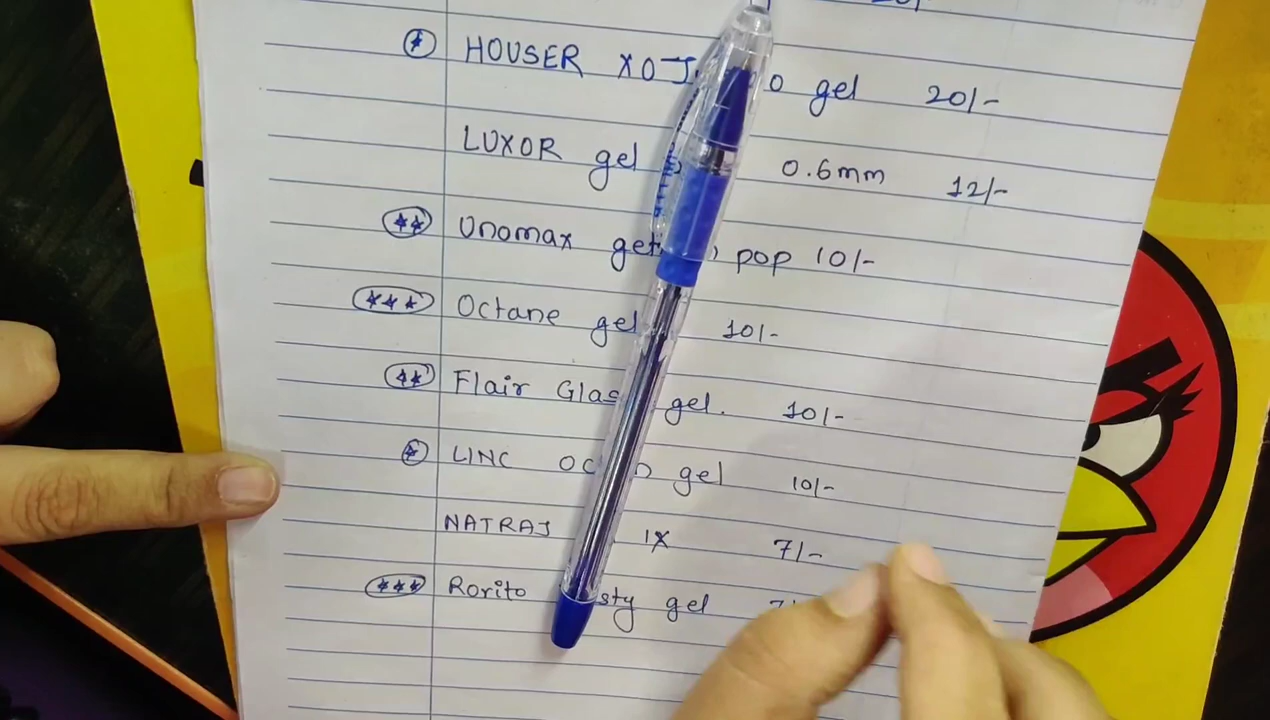 20/-
* HOUSER XO gel 20/-
LUXOR gel 0.6mm 12/-
** Unomax pop 10/-
*** Octane gel 10/-
** Flair gel. 10/-
* LINC gel 10/-
NATRAJ 7/-
*** Rorito gel